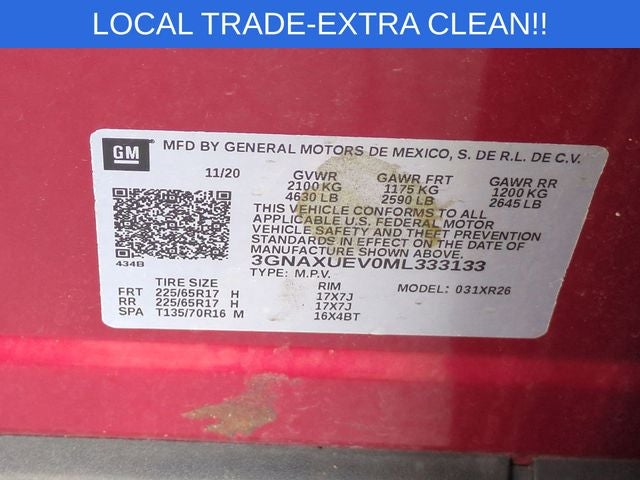 LOCAL TRADE-EXTRA CLEAN!!
GM MFD BY GENERAL MOTORS DE MEXICO, S. DE R.L. DE C.V.
11/20 GVWR GAWR FRT GAWR RR
2100 KG 1175 KG 1200 KG
4630 LB 2590 LB 2645 LB
THIS VEHICLE CONFORMS TO ALL
APPLICABLE U.S. FEDERAL MOTOR
VEHICLE SAFETY AND THEFT PREVENTION
STANDARDS IN EFFECT ON THE DATE OF
MANUFACTURE SHOWN ABOVE.
434B 3GNAXUEV0ML333133
TYPE: M.P.V.
TIRE SIZE RIM MODEL: 031XR26
FRT 225/65R17 H 17X7J
RR 225/65R17 H 17X7J
SPA T135/70R16 M 16X4BT